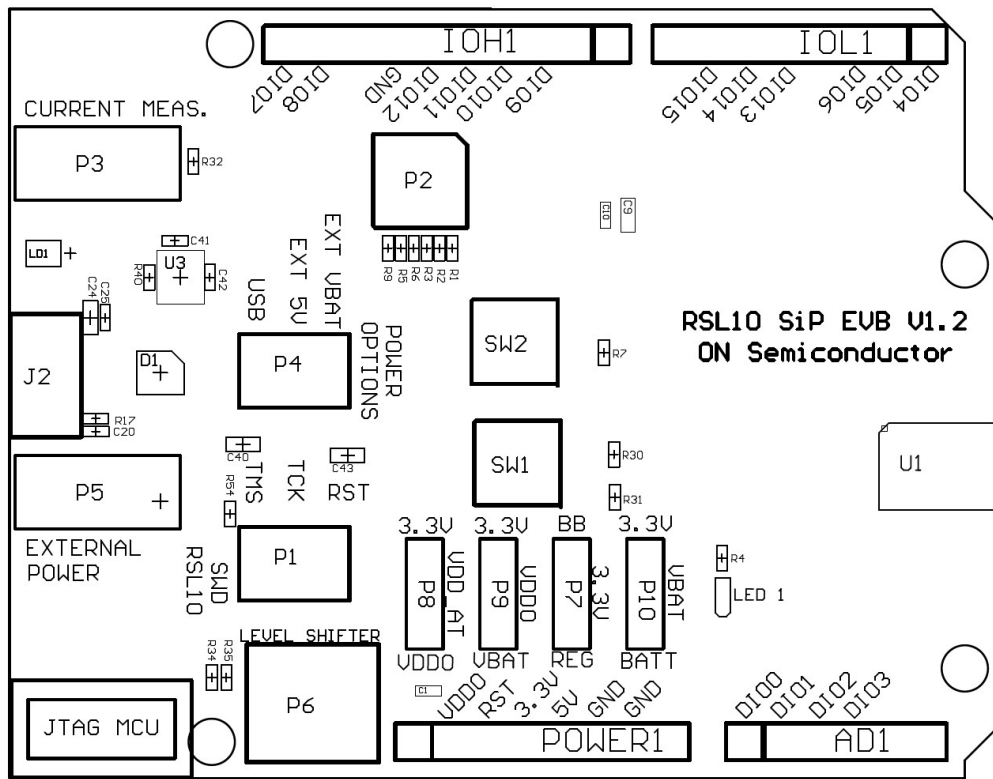 IOH1
IOL1
DIO7
DIO8
GND
DIO12
DIO11
DIO10
DIO9
DIO15
DIO14
DIO13
DIO6
DIO5
DIO4
CURRENT MEAS.
P3
R32
P2
C10
C9
R9
R5
R6
R3
R2
R1
LD1
C41
U3
R40
C42
C24
C25
USB
EXT 5V
EXT VBAT
POWER
OPTIONS
RSL10 SiP EVB V1.2
ON Semiconductor
J2
D1
P4
SW2
R7
R17
C20
C40
C43
TMS
TCK
RST
R54
SW1
R30
R31
U1
P5
EXTERNAL
POWER
P1
SWD
RSL10
3.3V
3.3V
BB
3.3V
P8
VDD_AT
P9
VDDO
P7
3.3V
P10
VBAT
R4
LED 1
VDDO
VBAT
REG
BATT
LEVEL SHIFTER
R34
R35
P6
C1
VDDO
RST
3.3V
5V
GND
GND
DIO0
DIO1
DIO2
DIO3
JTAG MCU
POWER1
AD1